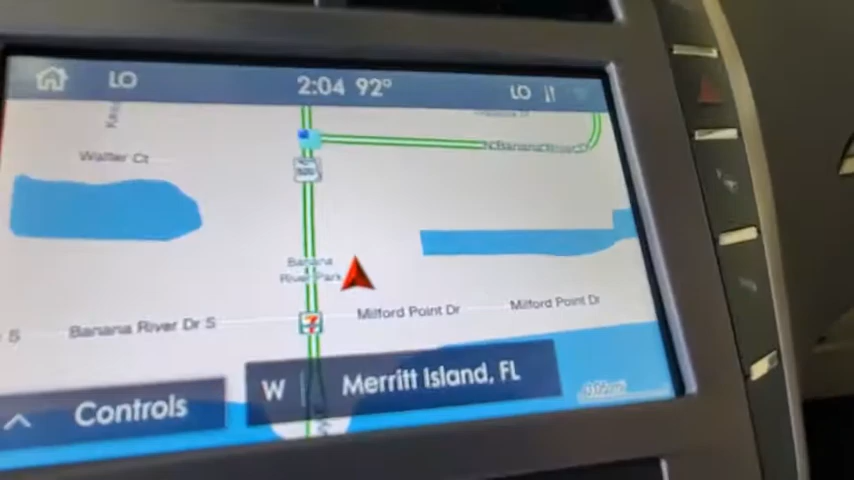 LO 2:04 92° LO
Walter Ct
N Banana River Dr
Banana
River Park
Milford Point Dr
Milford Point Dr
Banana River Dr S
S
7
W Merritt Island, FL
Controls